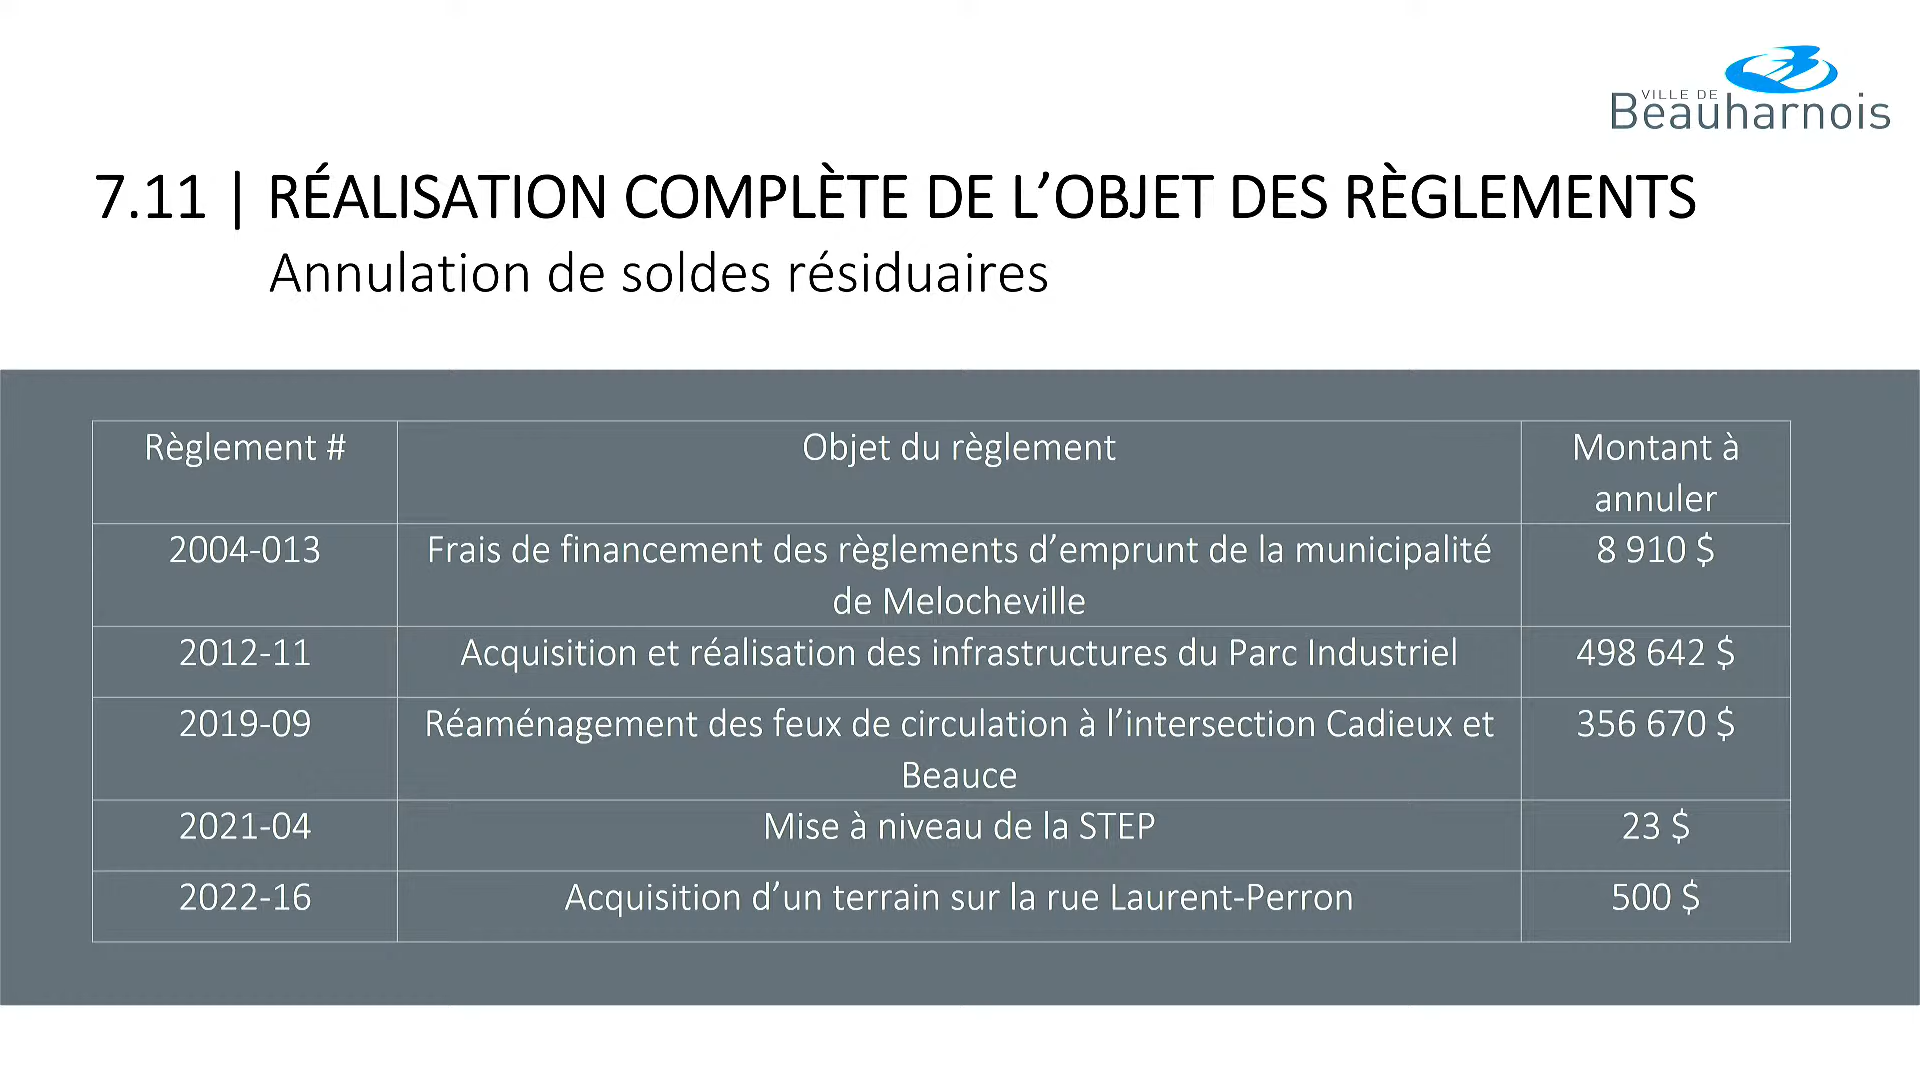 VILLE DE
Beauharnois
7.11 | RÉALISATION COMPLÈTE DE L’OBJET DES RÈGLEMENTS
Annulation de soldes résiduaires
Règlement #
Objet du règlement
Montant à
annuler
2004-013
Frais de financement des règlements d’emprunt de la municipalité
de Melocheville
8 910 $
2012-11
Acquisition et réalisation des infrastructures du Parc Industriel
498 642 $
2019-09
Réaménagement des feux de circulation à l’intersection Cadieux et
Beauce
356 670 $
2021-04
Mise à niveau de la STEP
23 $
2022-16
Acquisition d’un terrain sur la rue Laurent-Perron
500 $